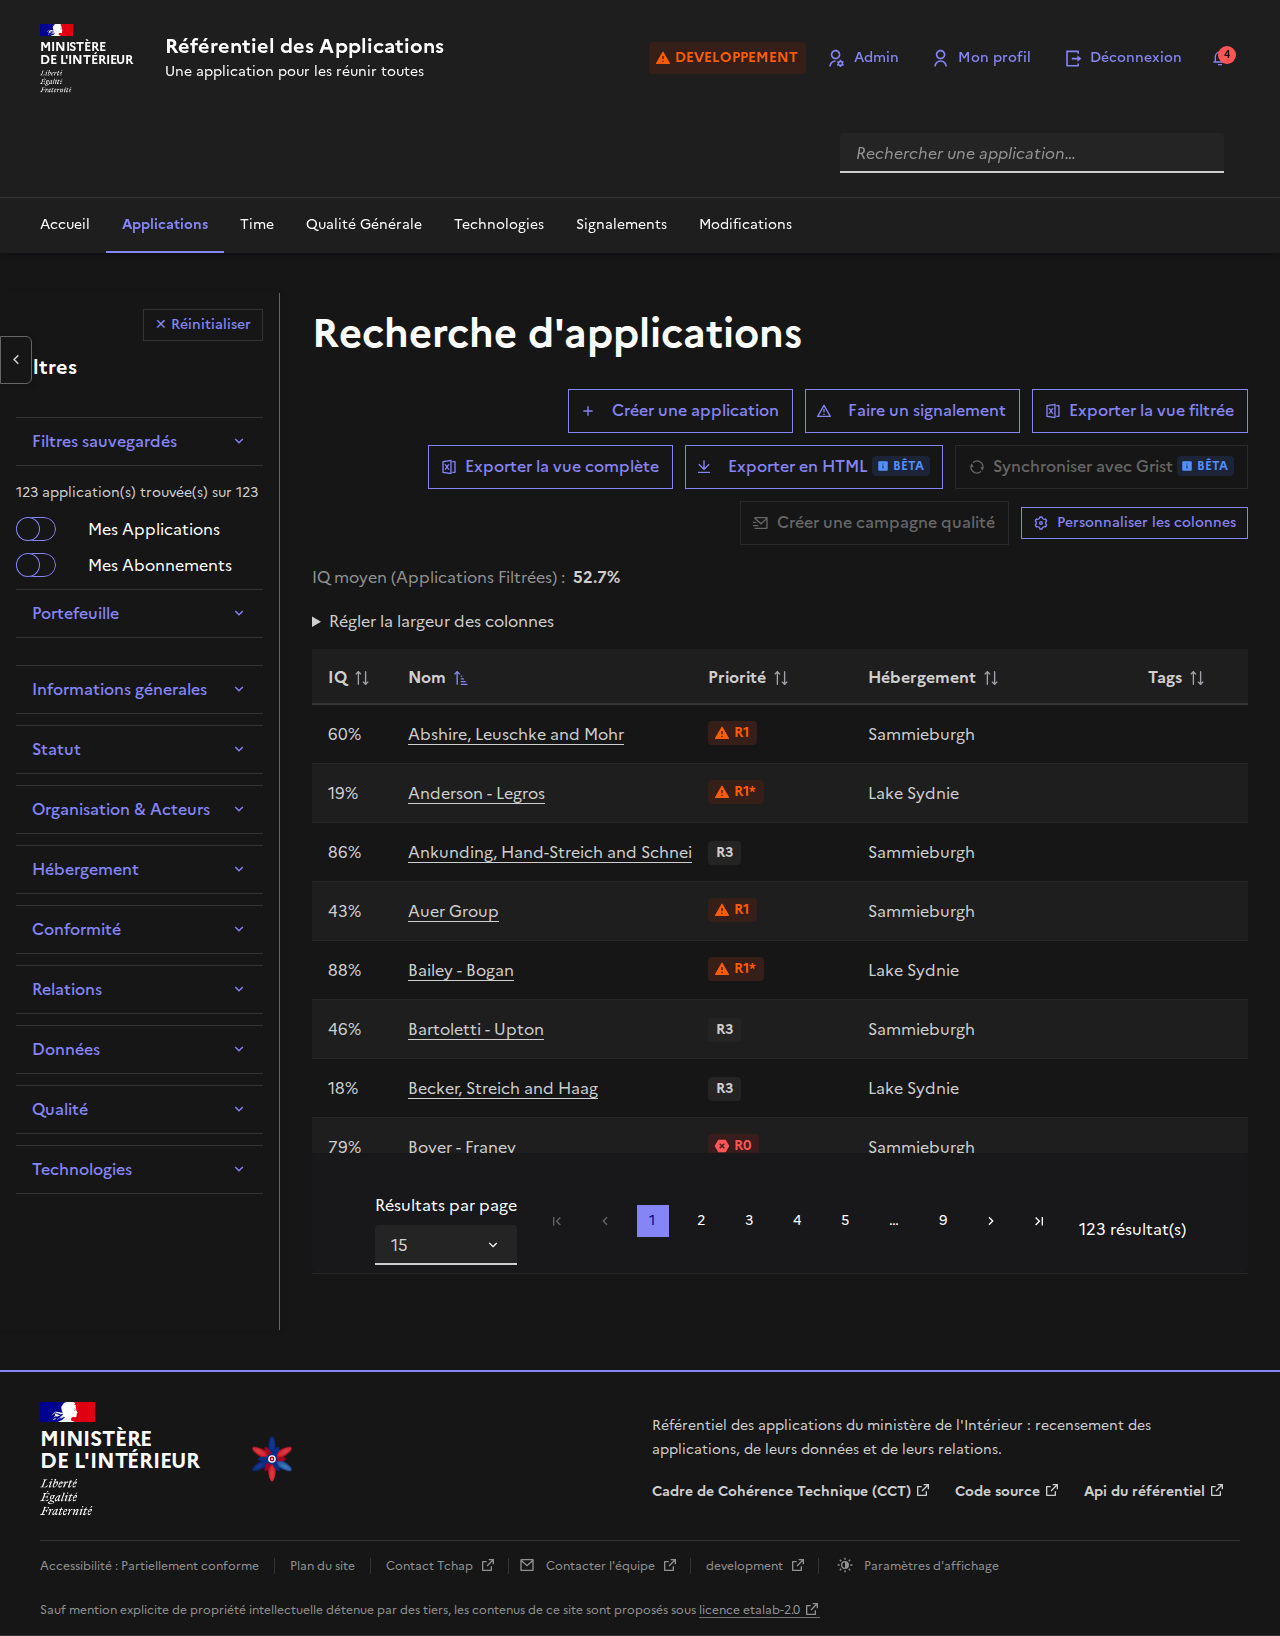 MINISTÈRE
DE L'INTÉRIEUR
Liberté
Égalité
Fraternité
Référentiel des Applications
Une application pour les réunir toutes
DEVELOPPEMENT
Admin
Mon profil
Déconnexion
4
Rechercher une application...
Accueil
Applications
Time
Qualité Générale
Technologies
Signalements
Modifications
Réinitialiser
ltres
Filtres sauvegardés
123 application(s) trouvée(s) sur 123
Mes Applications
Mes Abonnements
Portefeuille
Informations génerales
Statut
Organisation & Acteurs
Hébergement
Conformité
Relations
Données
Qualité
Technologies
Recherche d'applications
Créer une application
Faire un signalement
Exporter la vue filtrée
Exporter la vue complète
Exporter en HTML BÊTA
Synchroniser avec Grist BÊTA
Créer une campagne qualité
Personnaliser les colonnes
IQ moyen (Applications Filtrées) : 52.7%
Régler la largeur des colonnes
IQ Nom Priorité Hébergement Tags
60% Abshire, Leuschke and Mohr R1 Sammieburgh
19% Anderson - Legros R1* Lake Sydnie
86% Ankunding, Hand-Streich and Schnei R3 Sammieburgh
43% Auer Group R1 Sammieburgh
88% Bailey - Bogan R1* Lake Sydnie
46% Bartoletti - Upton R3 Sammieburgh
18% Becker, Streich and Haag R3 Lake Sydnie
79% Boyer - Franey R0 Sammieburgh
Résultats par page
15
1 2 3 4 5 ... 9
123 résultat(s)
MINISTÈRE
DE L'INTÉRIEUR
Liberté
Égalité
Fraternité
Référentiel des applications du ministère de l'Intérieur : recensement des
applications, de leurs données et de leurs relations.
Cadre de Cohérence Technique (CCT)
Code source
Api du référentiel
Accessibilité : Partiellement conforme
Plan du site
Contact Tchap
Contacter l'équipe
development
Paramètres d'affichage
Sauf mention explicite de propriété intellectuelle détenue par des tiers, les contenus de ce site sont proposés sous licence etalab-2.0